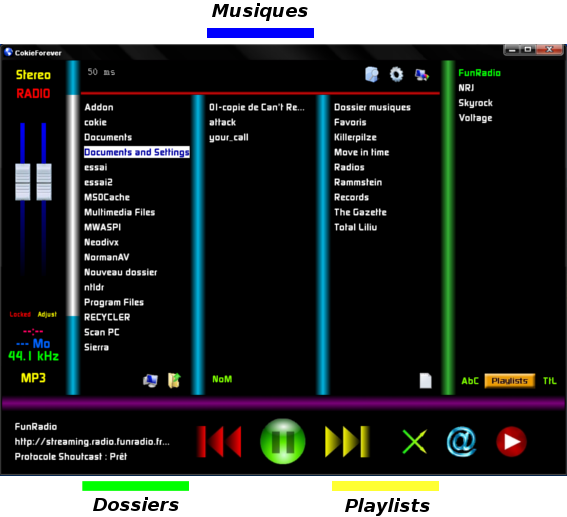 Musiques
CokieForever
Stereo
RADIO
50 ms
Addon
cokie
Documents
Documents and Settings
essai
essai2
MSOCache
Multimedia Files
MWASPI
Neodivx
NormanAV
Nouveau dossier
ntldr
Program Files
RECYCLER
Scan PC
Sierra
01-copie de Can't Re...
attack
your_call
Dossier musiques
Favoris
Killerpilze
Move in time
Radios
Rammstein
Records
The Gazette
Total Liliu
FunRadio
NRJ
Skyrock
Voltage
Locked Adjust
--:--
--- Mo
44.1 kHz
MP3
NoM
AbC Playlists
FunRadio
http://streaming.radio.funradio.fr...
Protocole Shoutcast : Prêt
Dossiers
Playlists